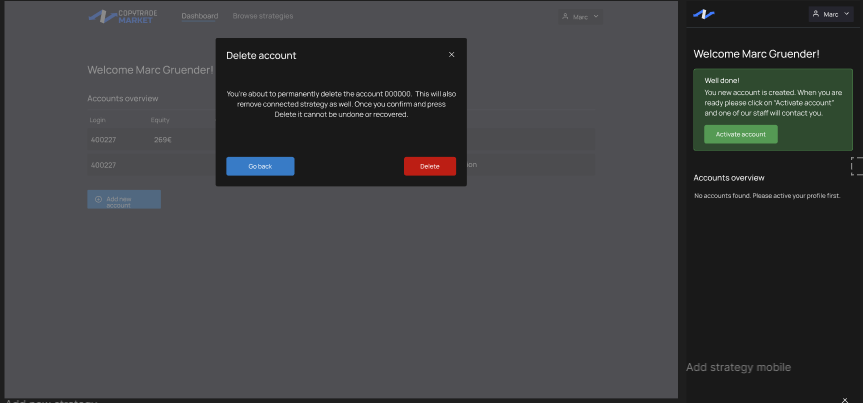 COPYTRADE
MARKET
Dashboard
Browse strategies
Marc
Welcome Marc Gruender!
Accounts overview
Login
Equity
400227
269€
400227
on
Add new
account
Delete account
You're about to permanently delete the account 000000. This will also
remove connected strategy as well. Once you confirm and press
Delete it cannot be undone or recovered.
Go back
Delete
Marc
Welcome Marc Gruender!
Well done!
You new account is created. When you are
ready please click on "Activate account"
and one of our staff will contact you.
Activate account
Accounts overview
No accounts found. Please active your profile first.
Add strategy mobile
Add new strategy